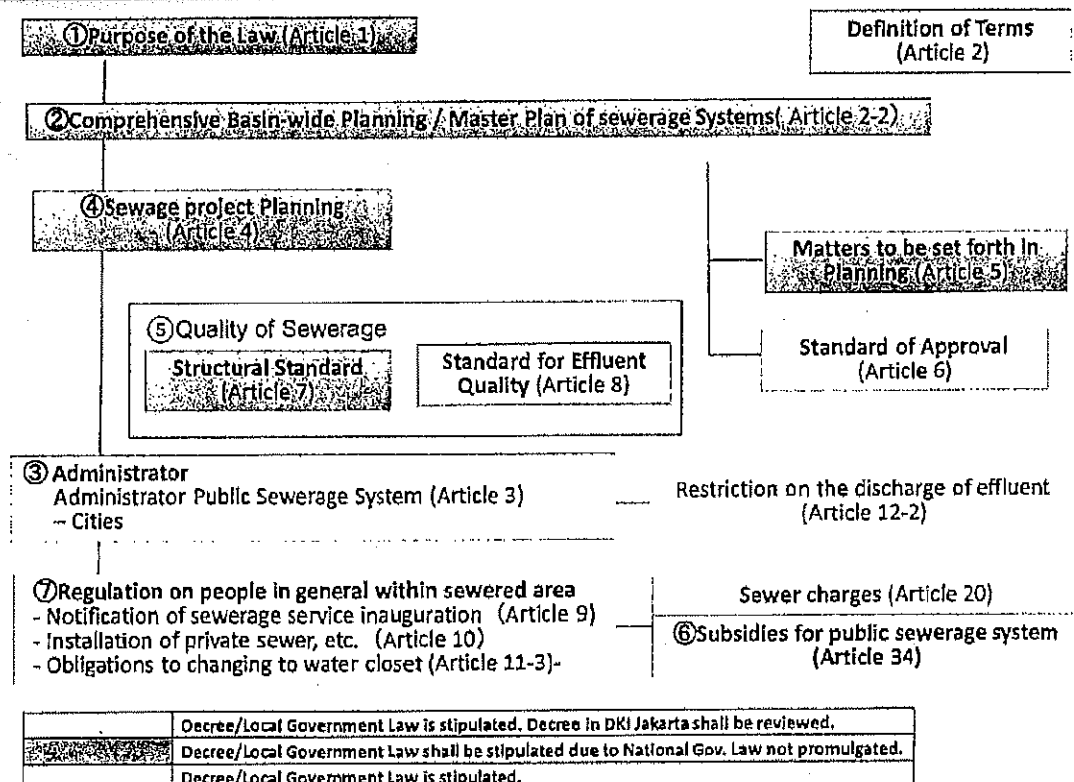 ①Purpose of the Law (Article 1)
Definition of Terms
(Article 2)
②Comprehensive Basin-wide Planning / Master Plan of sewerage Systems( Article 2-2)
④Sewage project Planning
(Article 4)
Matters to be set forth in
Planning (Article 5)
⑤Quality of Sewerage
Structural Standard
(Article 7)
Standard for Effluent
Quality (Article 8)
Standard of Approval
(Article 6)
③Administrator
Administrator Public Sewerage System (Article 3)
-- Cities
Restriction on the discharge of effluent
(Article 12-2)
⑦Regulation on people in general within sewered area
- Notification of sewerage service inauguration (Article 9)
- Installation of private sewer, etc. (Article 10)
- Obligations to changing to water closet (Article 11-3)-
Sewer charges (Article 20)
⑥Subsidies for public sewerage system
(Article 34)
Decree/Local Government Law is stipulated. Decree in DKI Jakarta shall be reviewed.
Decree/Local Government Law shall be stipulated due to National Gov. Law not promulgated.
Decree/Local Government Law is stipulated.